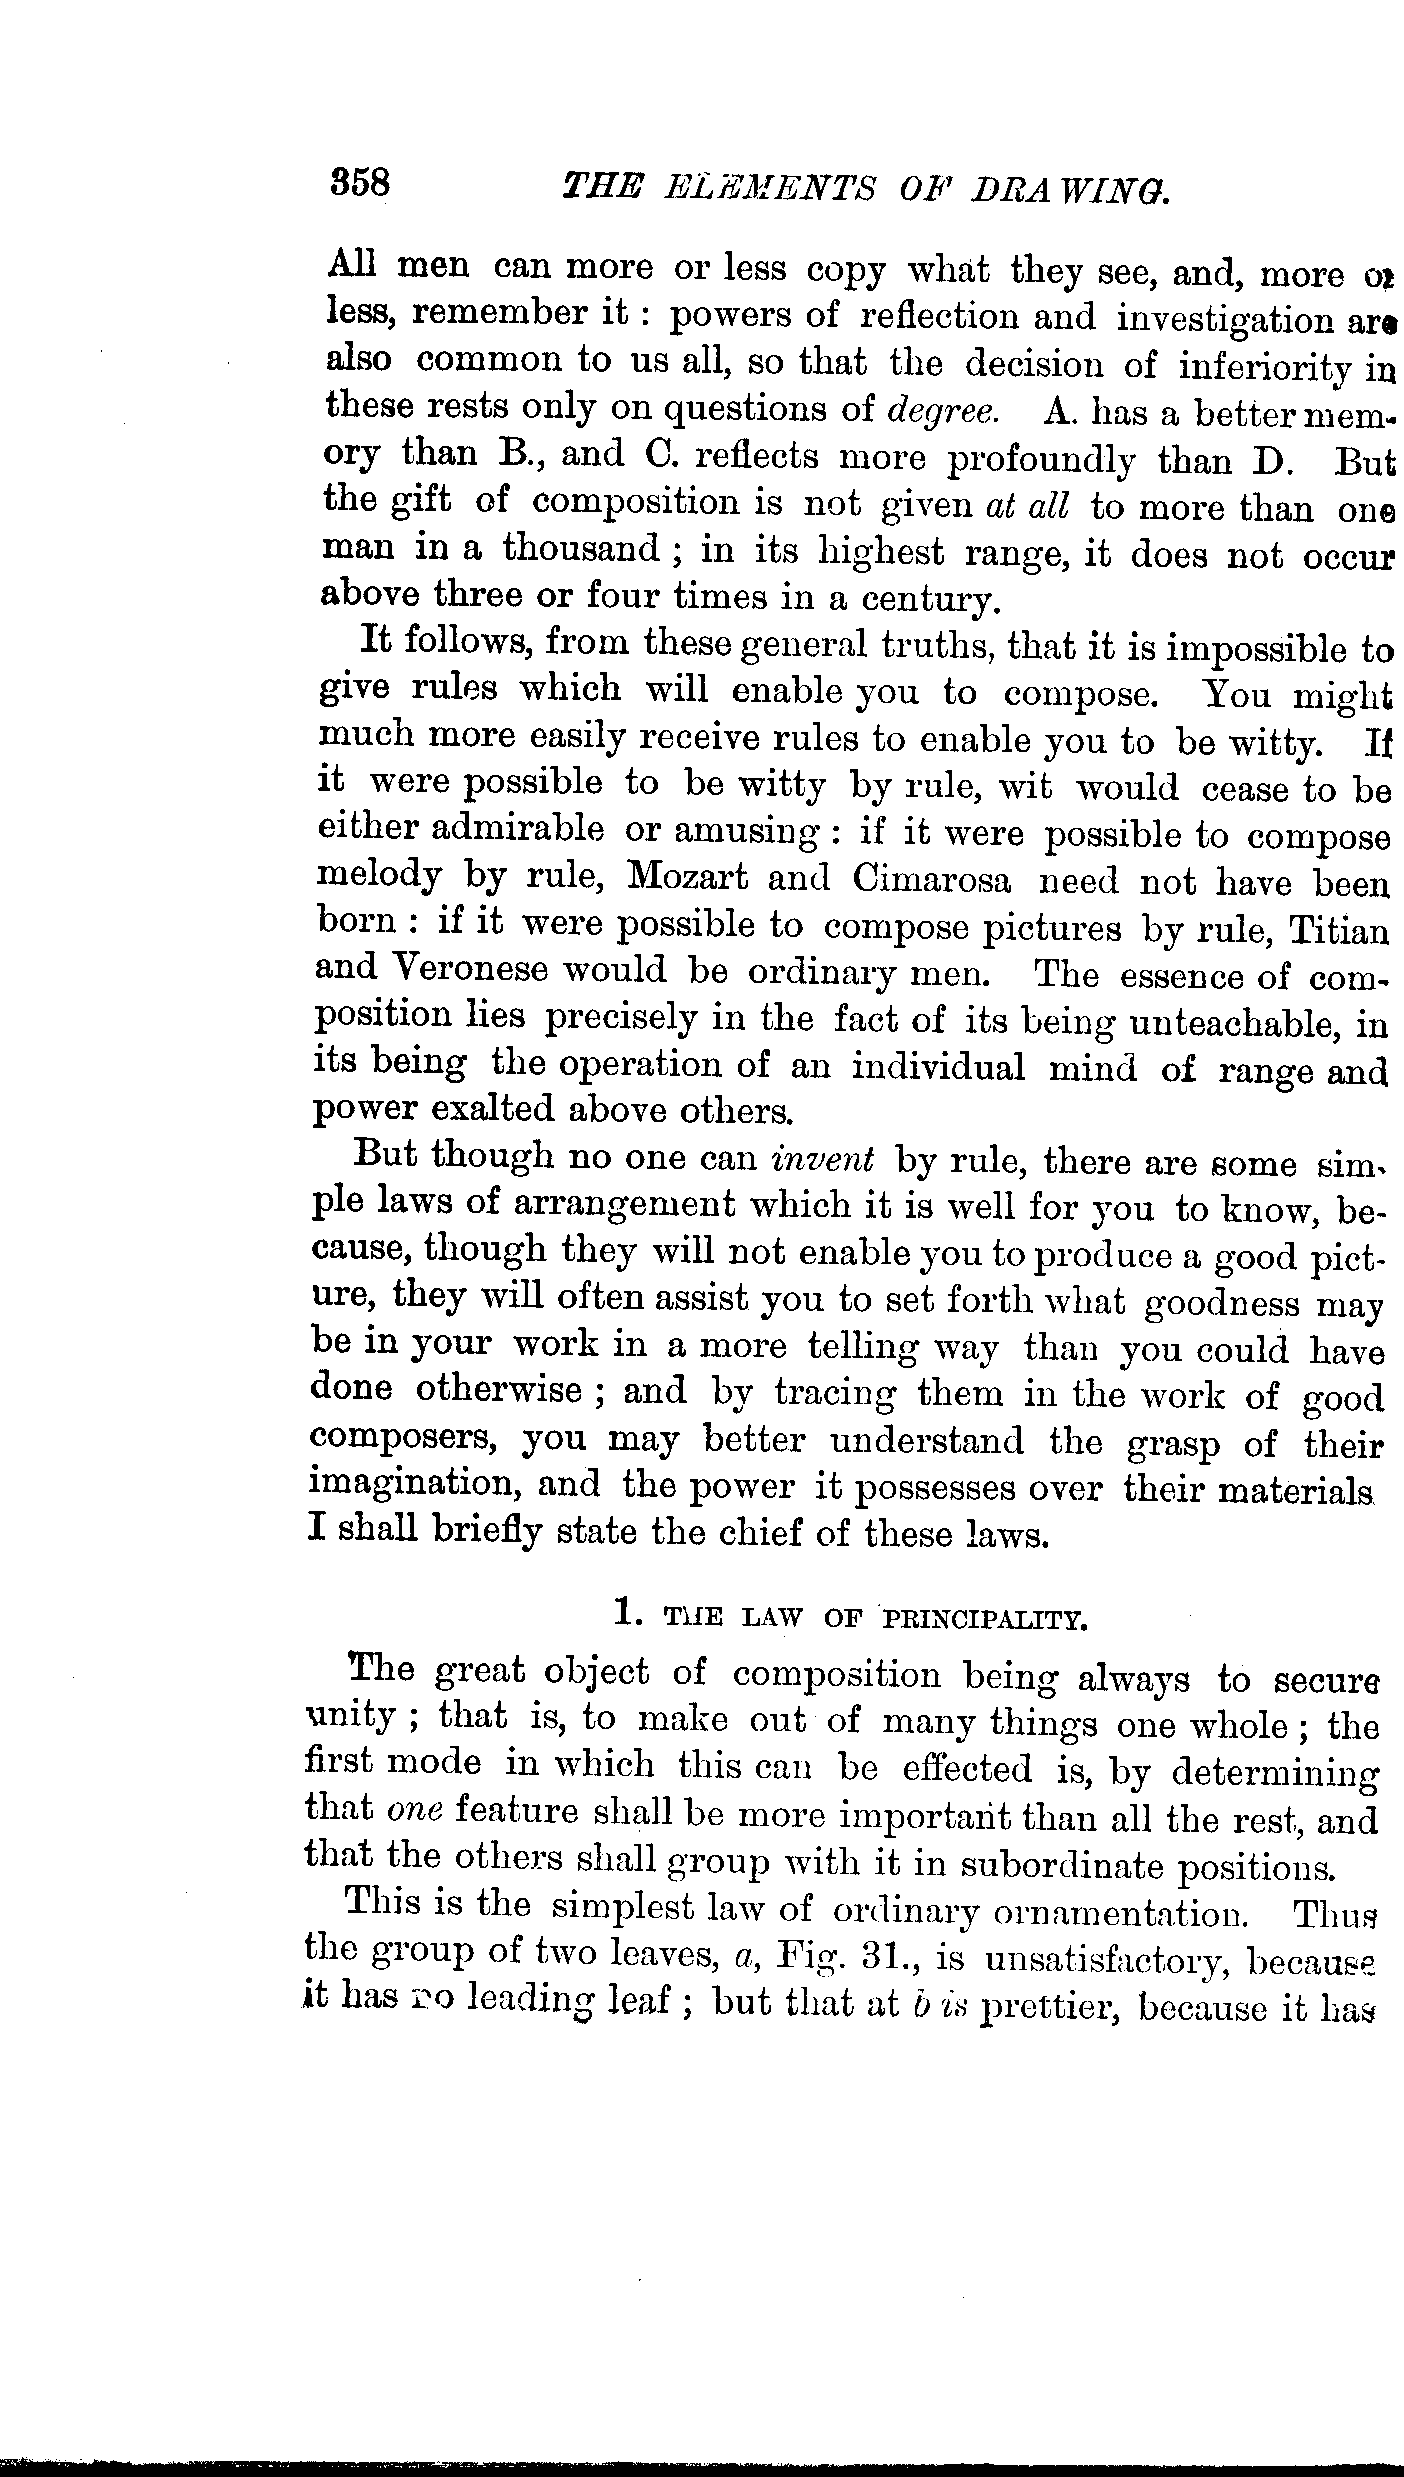 358 THE ELEMENTS OF DRAWING.
All men can more or less copy what they see, and, more or
less, remember it : powers of reflection and investigation are
also common to us all, so that the decision of inferiority in
these rests only on questions of degree. A. has a better mem-
ory than B., and C. reflects more profoundly than D. But
the gift of composition is not given at all to more than one
man in a thousand ; in its highest range, it does not occur
above three or four times in a century.
It follows, from these general truths, that it is impossible to
give rules which will enable you to compose. You might
much more easily receive rules to enable you to be witty. If
it were possible to be witty by rule, wit would cease to be
either admirable or amusing : if it were possible to compose
melody by rule, Mozart and Cimarosa need not have been
born : if it were possible to compose pictures by rule, Titian
and Veronese would be ordinary men. The essence of com-
position lies precisely in the fact of its being unteachable, in
its being the operation of an individual mind of range and
power exalted above others.
But though no one can invent by rule, there are some sim-
ple laws of arrangement which it is well for you to know, be-
cause, though they will not enable you to produce a good pict-
ure, they will often assist you to set forth what goodness may
be in your work in a more telling way than you could have
done otherwise ; and by tracing them in the work of good
composers, you may better understand the grasp of their
imagination, and the power it possesses over their materials
I shall briefly state the chief of these laws.
1. THE LAW OF PRINCIPALITY.
The great object of composition being always to secure
unity ; that is, to make out of many things one whole ; the
first mode in which this can be effected is, by determining
that one feature shall be more important than all the rest, and
that the others shall group with it in subordinate positions.
This is the simplest law of ordinary ornamentation. Thus
the group of two leaves, a, Fig. 31., is unsatisfactory, because
it has no leading leaf ; but that at b is prettier, because it has